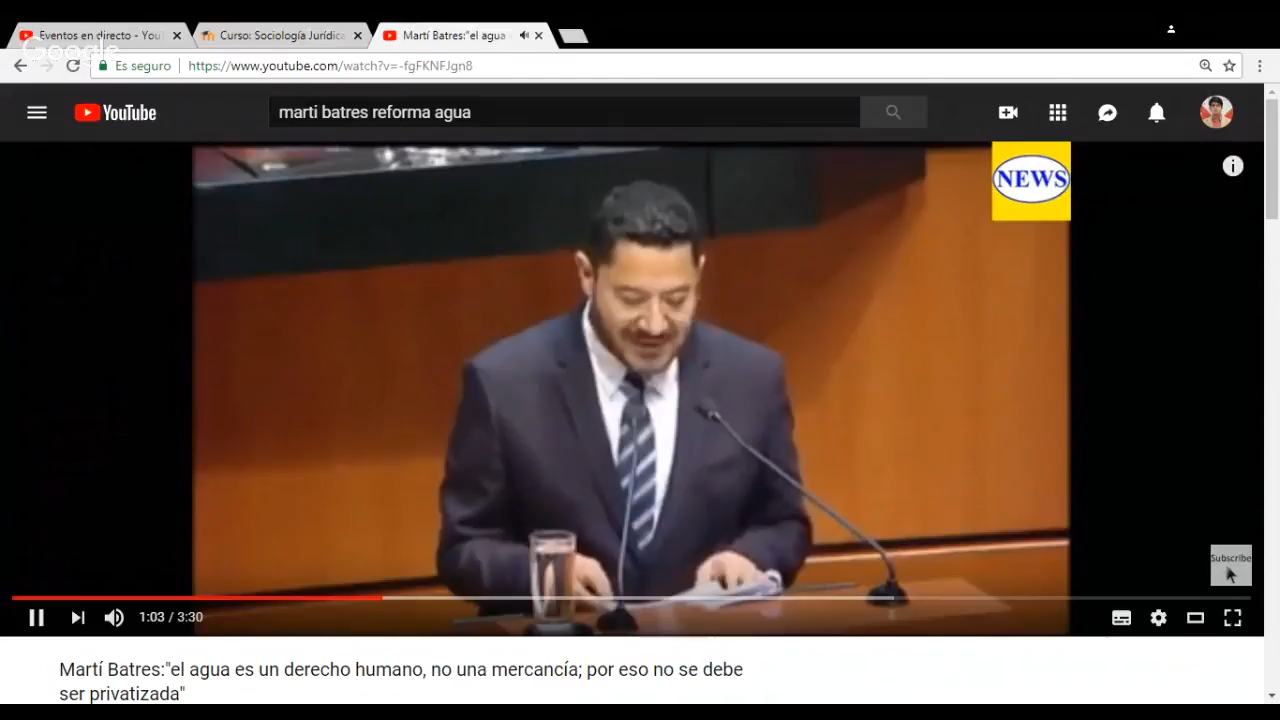 Eventos en directo - You
Curso: Sociología Jurídica
Martí Batres:"el agua
Google
Es seguro
https://www.youtube.com/watch?v=-fgFKNFJgn8
YouTube
marti batres reforma agua
NEWS
Subscribe
1:03 / 3:30
Martí Batres:"el agua es un derecho humano, no una mercancía; por eso no se debe
ser privatizada"